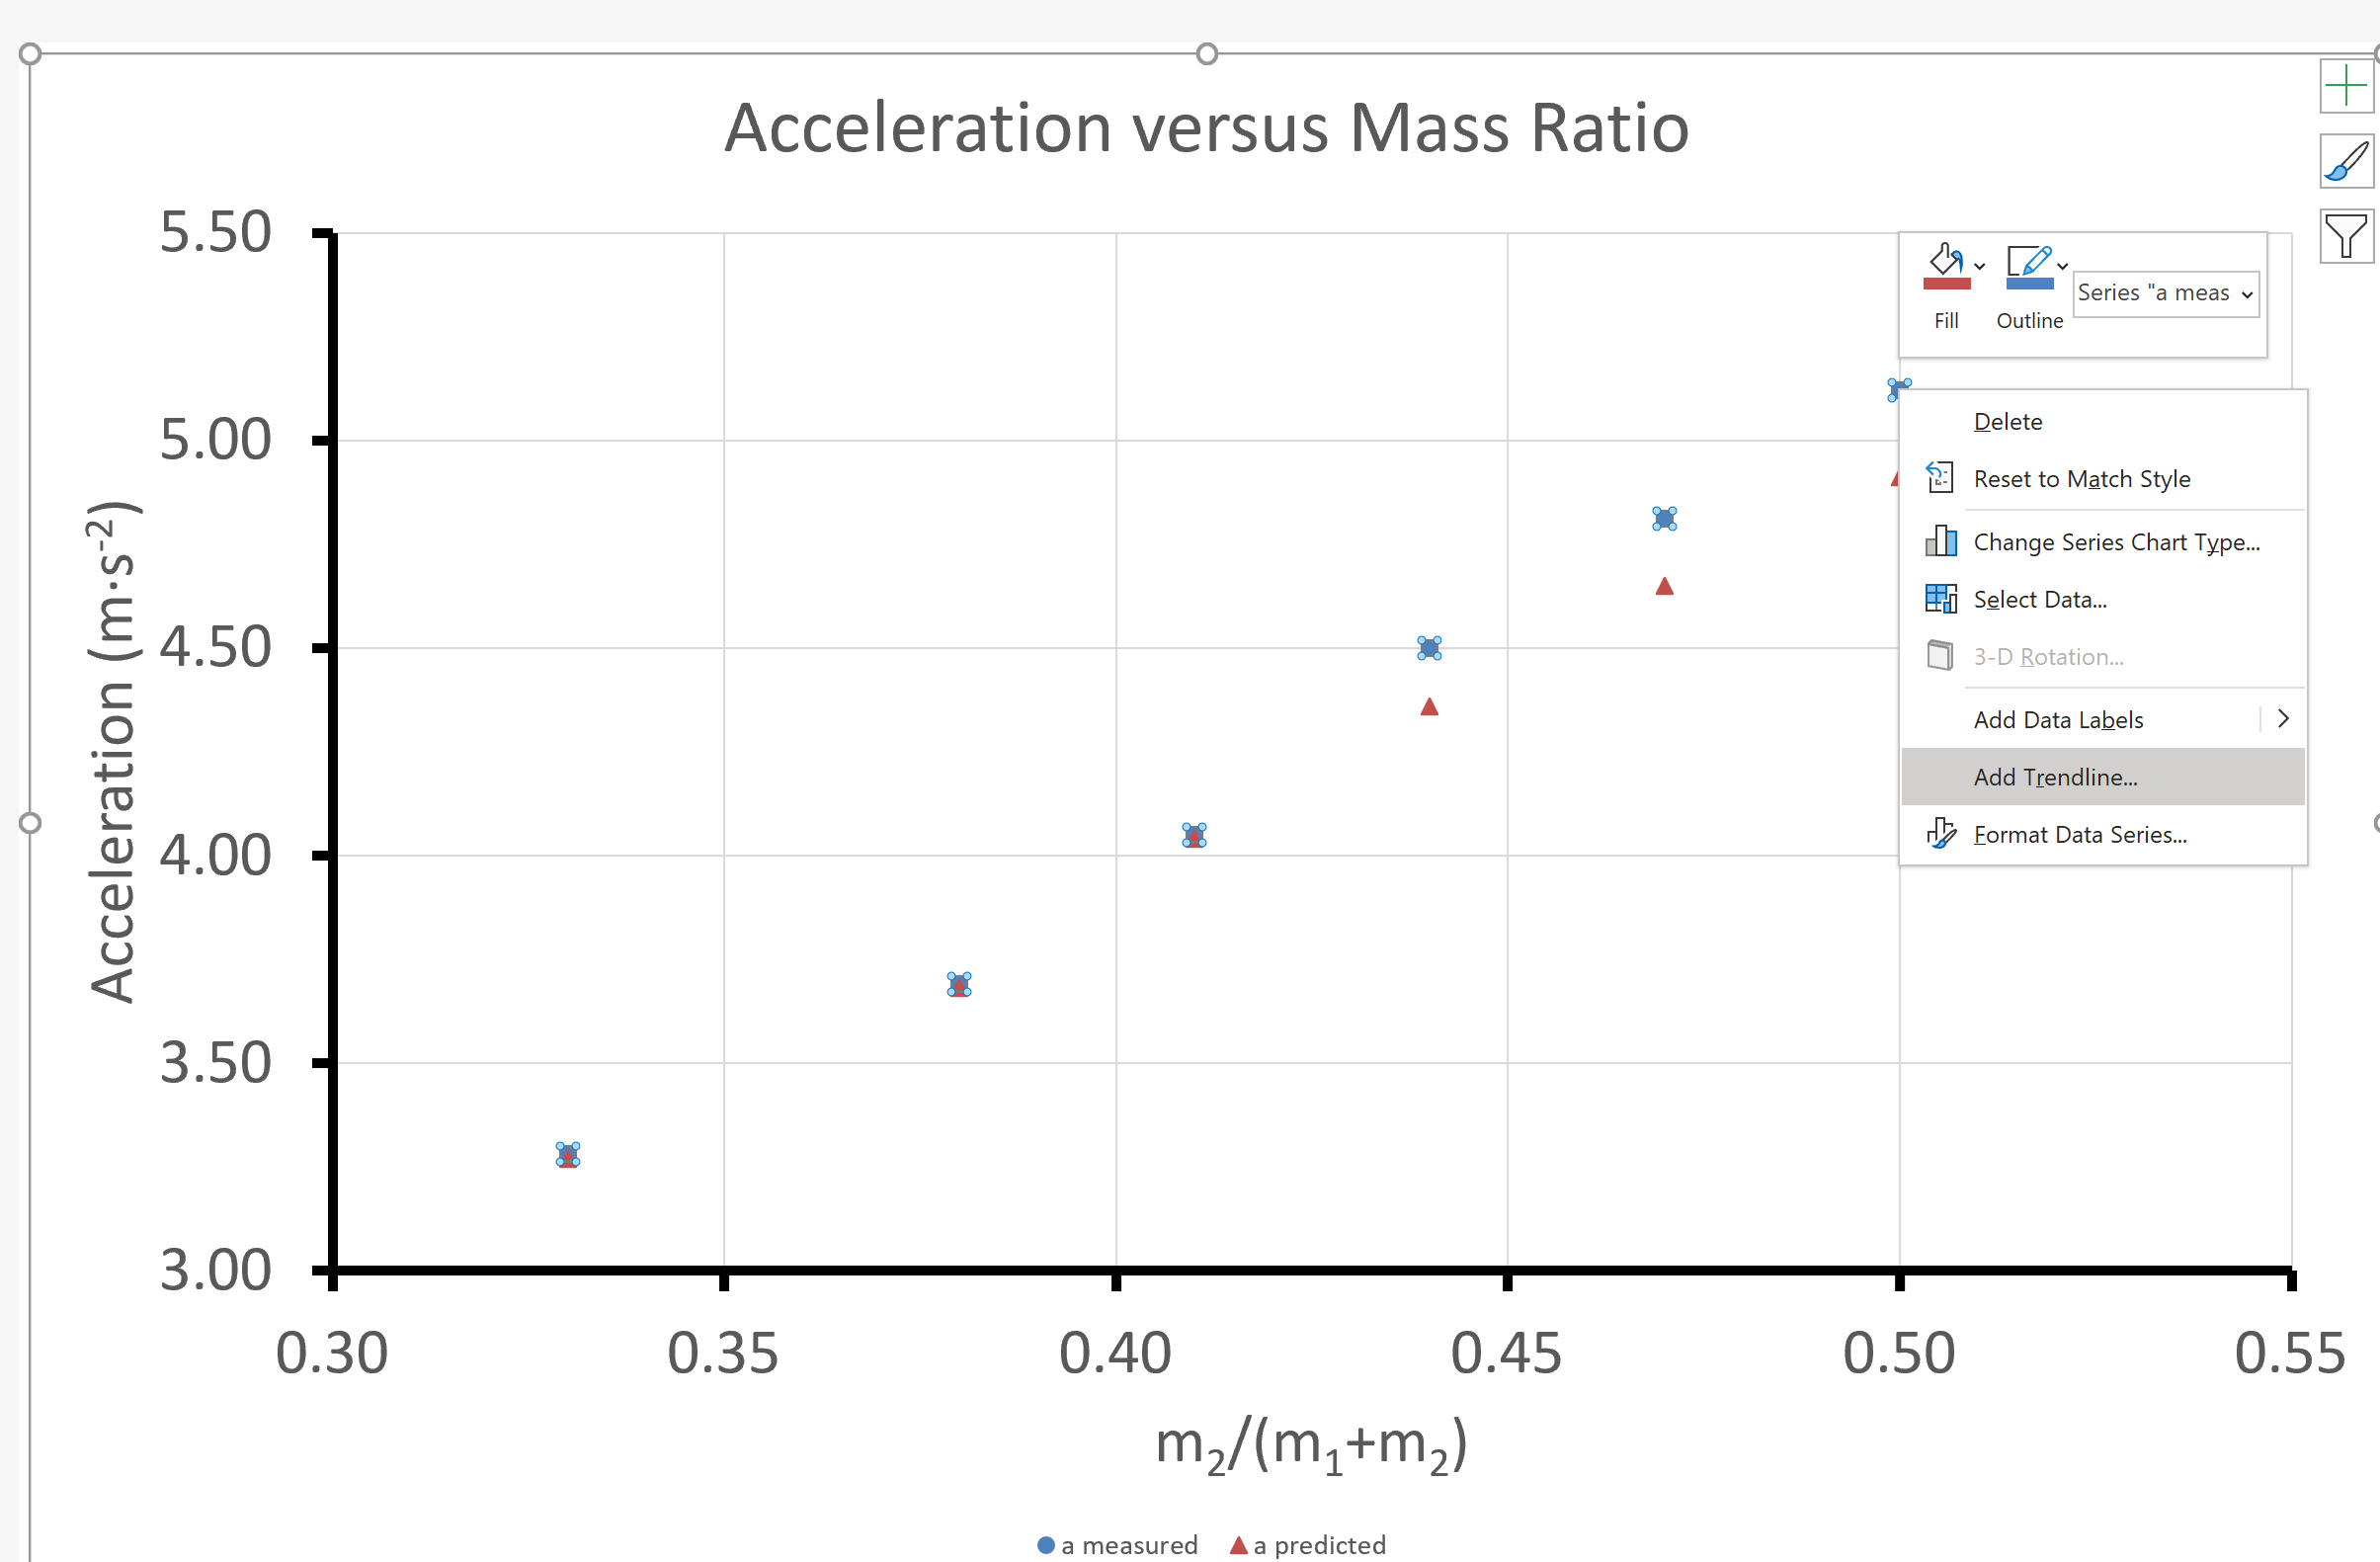 Acceleration versus Mass Ratio
5.50
5.00
4.50
4.00
3.50
3.00
Acceleration (m·s⁻²)
0.30 0.35 0.40 0.45 0.50 0.55
m₂/(m₁+m₂)
a measured a predicted
Fill Outline Series "a meas
Delete
Reset to Match Style
Change Series Chart Type...
Select Data...
3-D Rotation...
Add Data Labels
Add Trendline...
Format Data Series...